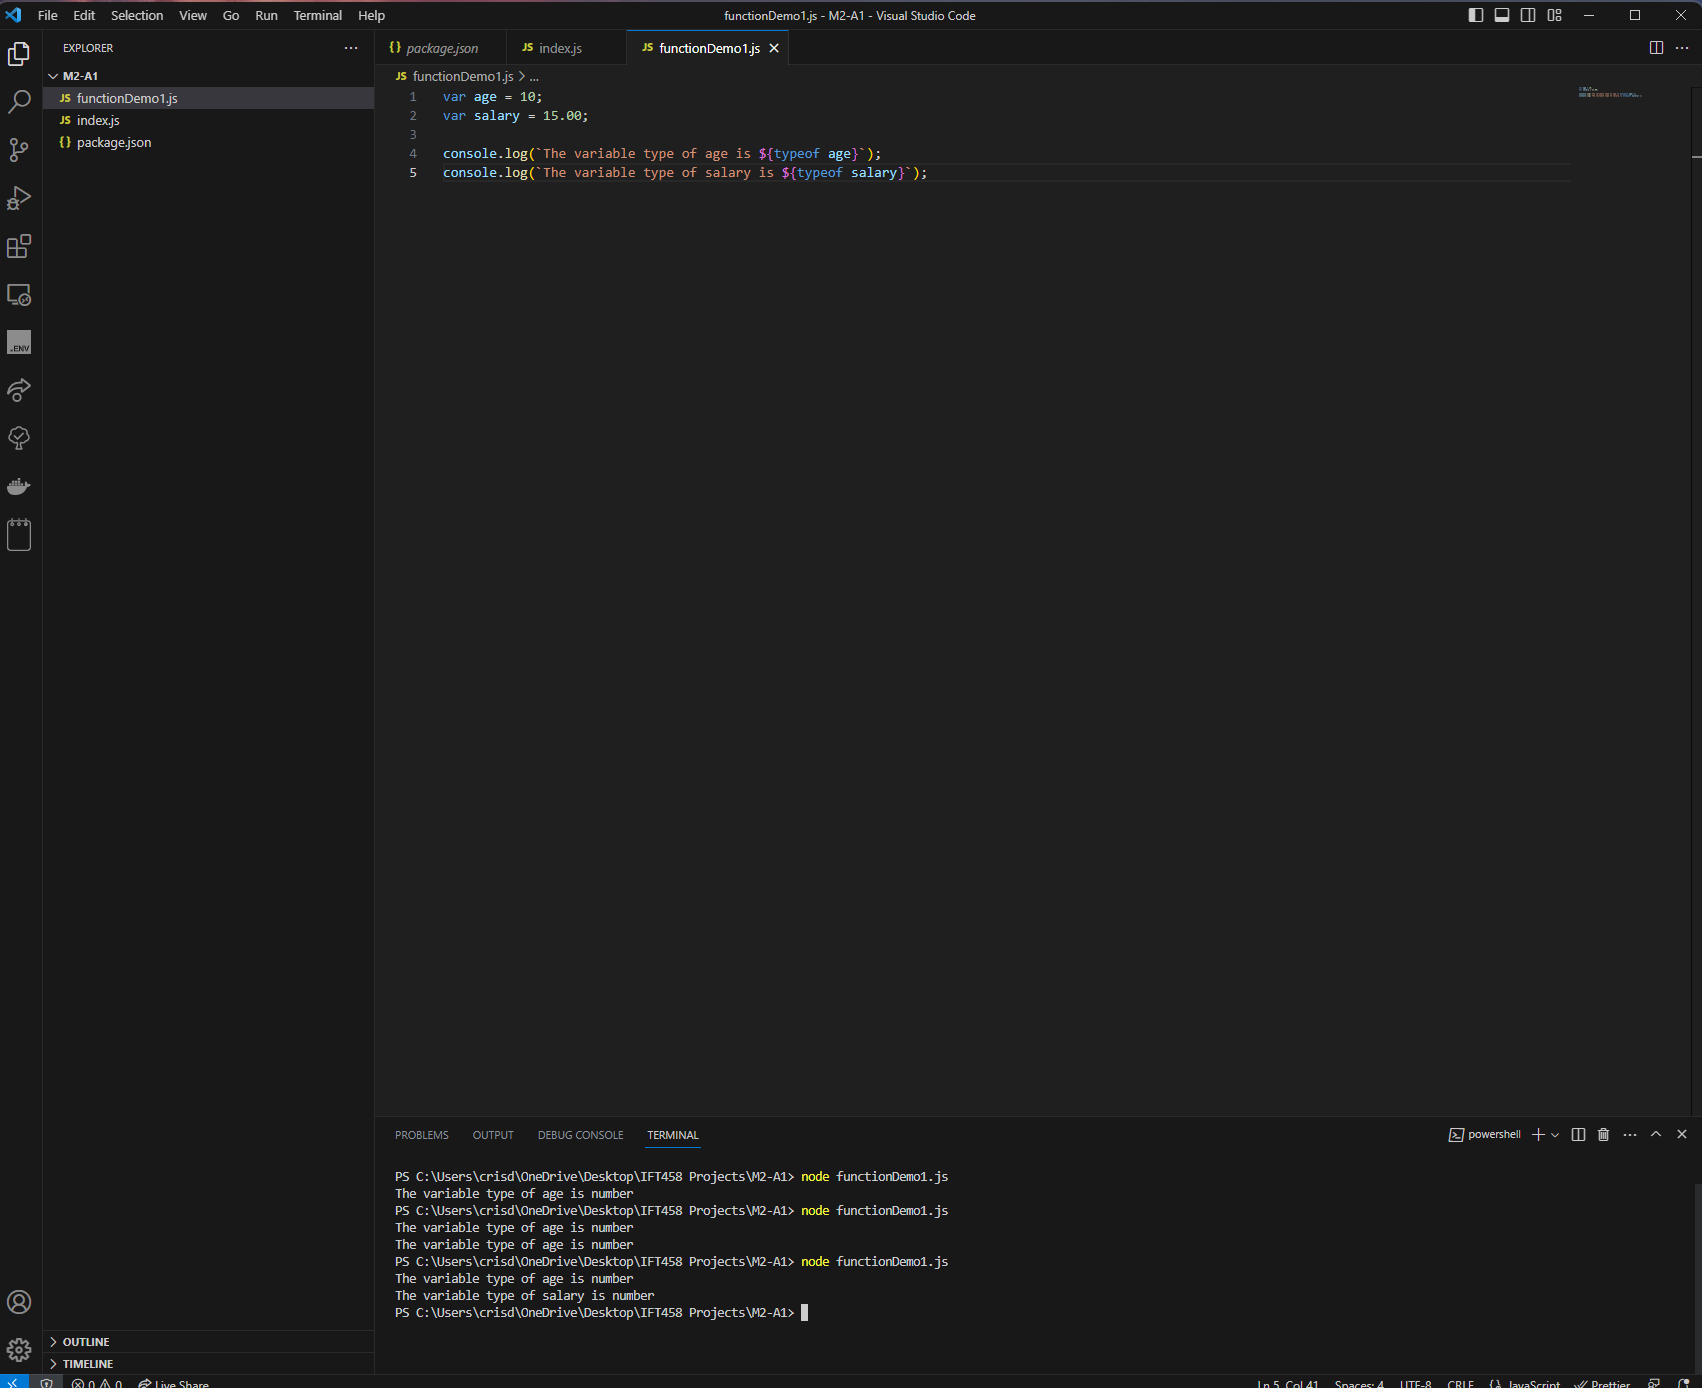 File Edit Selection View Go Run Terminal Help
functionDemo1.js - M2-A1 - Visual Studio Code
EXPLORER
M2-A1
JS functionDemo1.js
JS index.js
{} package.json
.ENV
OUTLINE
TIMELINE
{} package.json
JS index.js
JS functionDemo1.js
JS functionDemo1.js > ...
1 var age = 10;
2 var salary = 15.00;
3
4 console.log(`The variable type of age is ${typeof age}`);
5 console.log(`The variable type of salary is ${typeof salary}`);
PROBLEMS OUTPUT DEBUG CONSOLE TERMINAL
powershell
PS C:\Users\crisd\OneDrive\Desktop\IFT458 Projects\M2-A1> node functionDemo1.js
The variable type of age is number
PS C:\Users\crisd\OneDrive\Desktop\IFT458 Projects\M2-A1> node functionDemo1.js
The variable type of age is number
The variable type of age is number
PS C:\Users\crisd\OneDrive\Desktop\IFT458 Projects\M2-A1> node functionDemo1.js
The variable type of age is number
The variable type of salary is number
PS C:\Users\crisd\OneDrive\Desktop\IFT458 Projects\M2-A1>
0 0 Live Share
Ln 5, Col 41 Spaces: 4 UTF-8 CRLF {} JavaScript Prettier